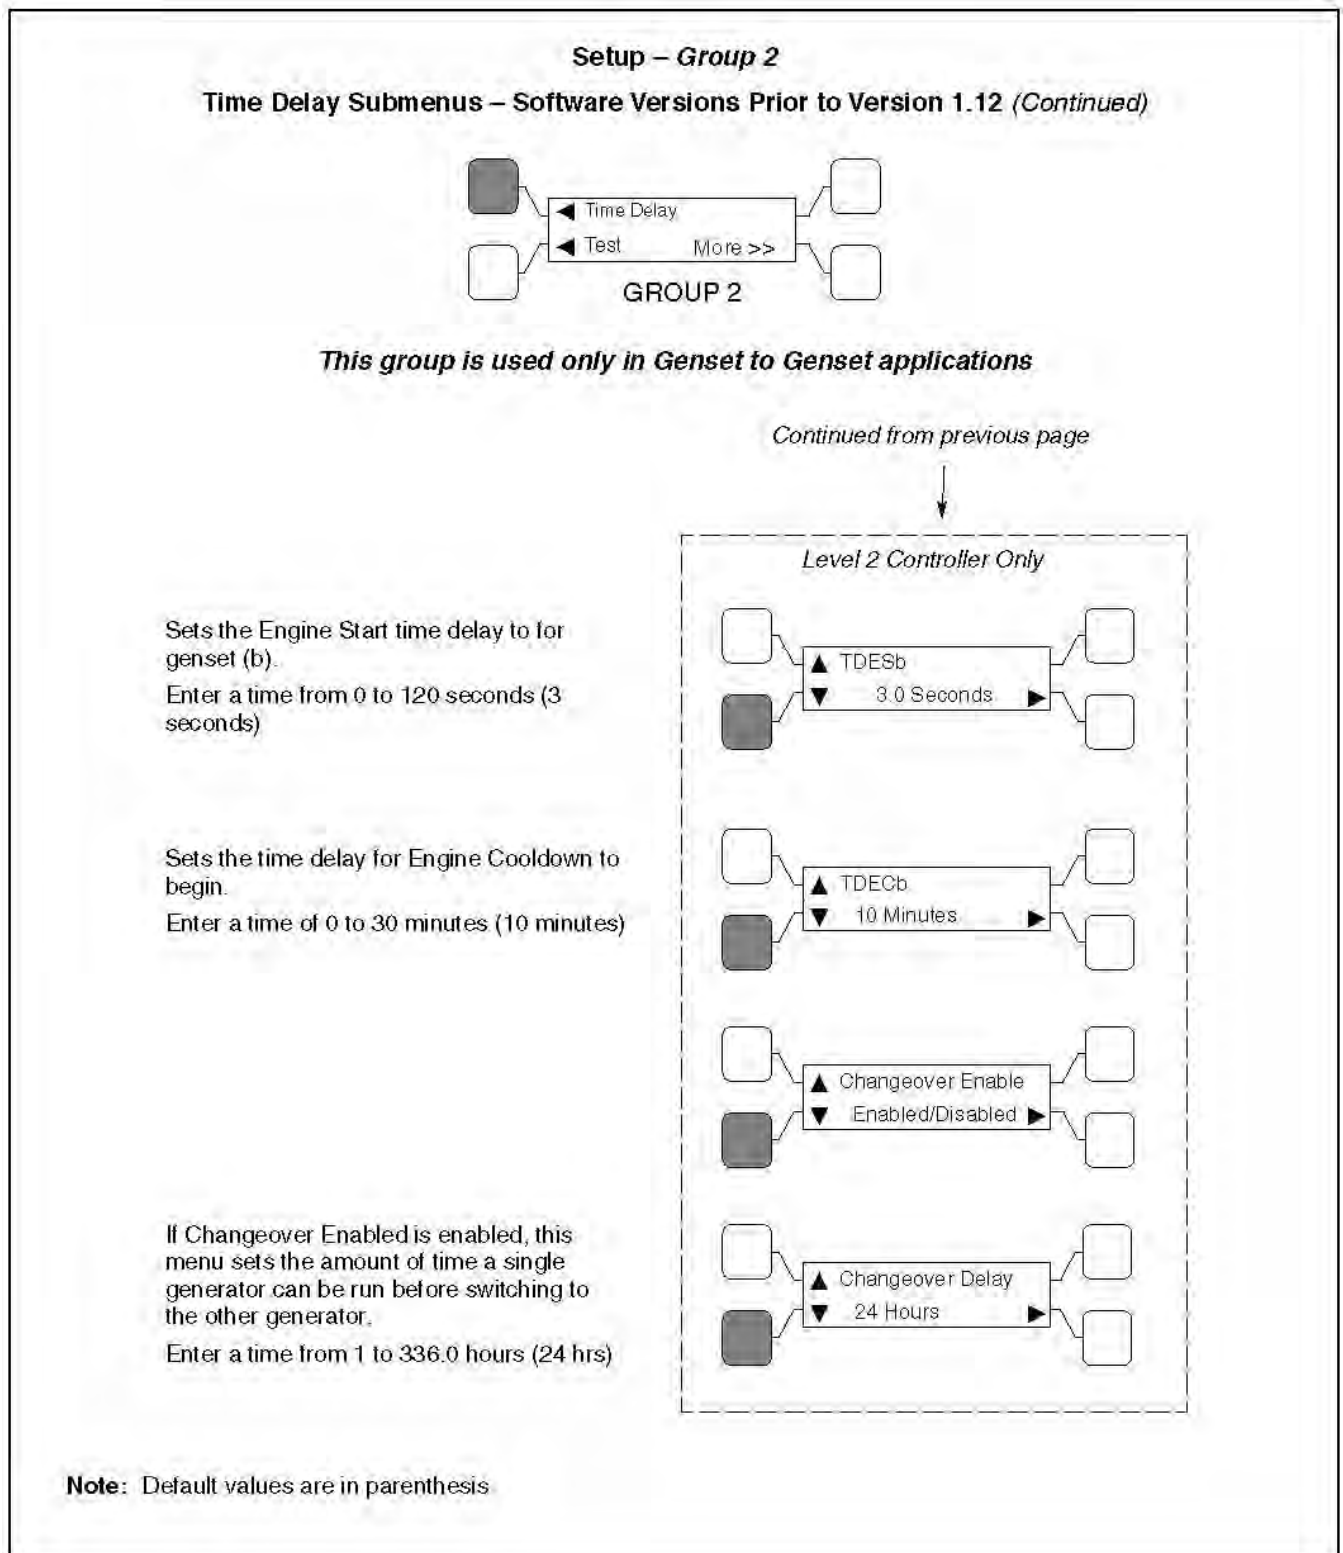 Setup – Group 2
Time Delay Submenus – Software Versions Prior to Version 1.12 (Continued)
◀ Time Delay
◀ Test More >>
GROUP 2
This group is used only in Genset to Genset applications
Continued from previous page
Level 2 Controller Only
Sets the Engine Start time delay to for
genset (b).
Enter a time from 0 to 120 seconds (3
seconds)
▲ TDESb
▼ 3.0 Seconds ▶
Sets the time delay for Engine Cooldown to
begin.
Enter a time of 0 to 30 minutes (10 minutes)
▲ TDECb
▼ 10 Minutes ▶
▲ Changeover Enable
▼ Enabled/Disabled ▶
If Changeover Enabled is enabled, this
menu sets the amount of time a single
generator can be run before switching to
the other generator.
Enter a time from 1 to 336.0 hours (24 hrs)
▲ Changeover Delay
▼ 24 Hours ▶
Note: Default values are in parenthesis